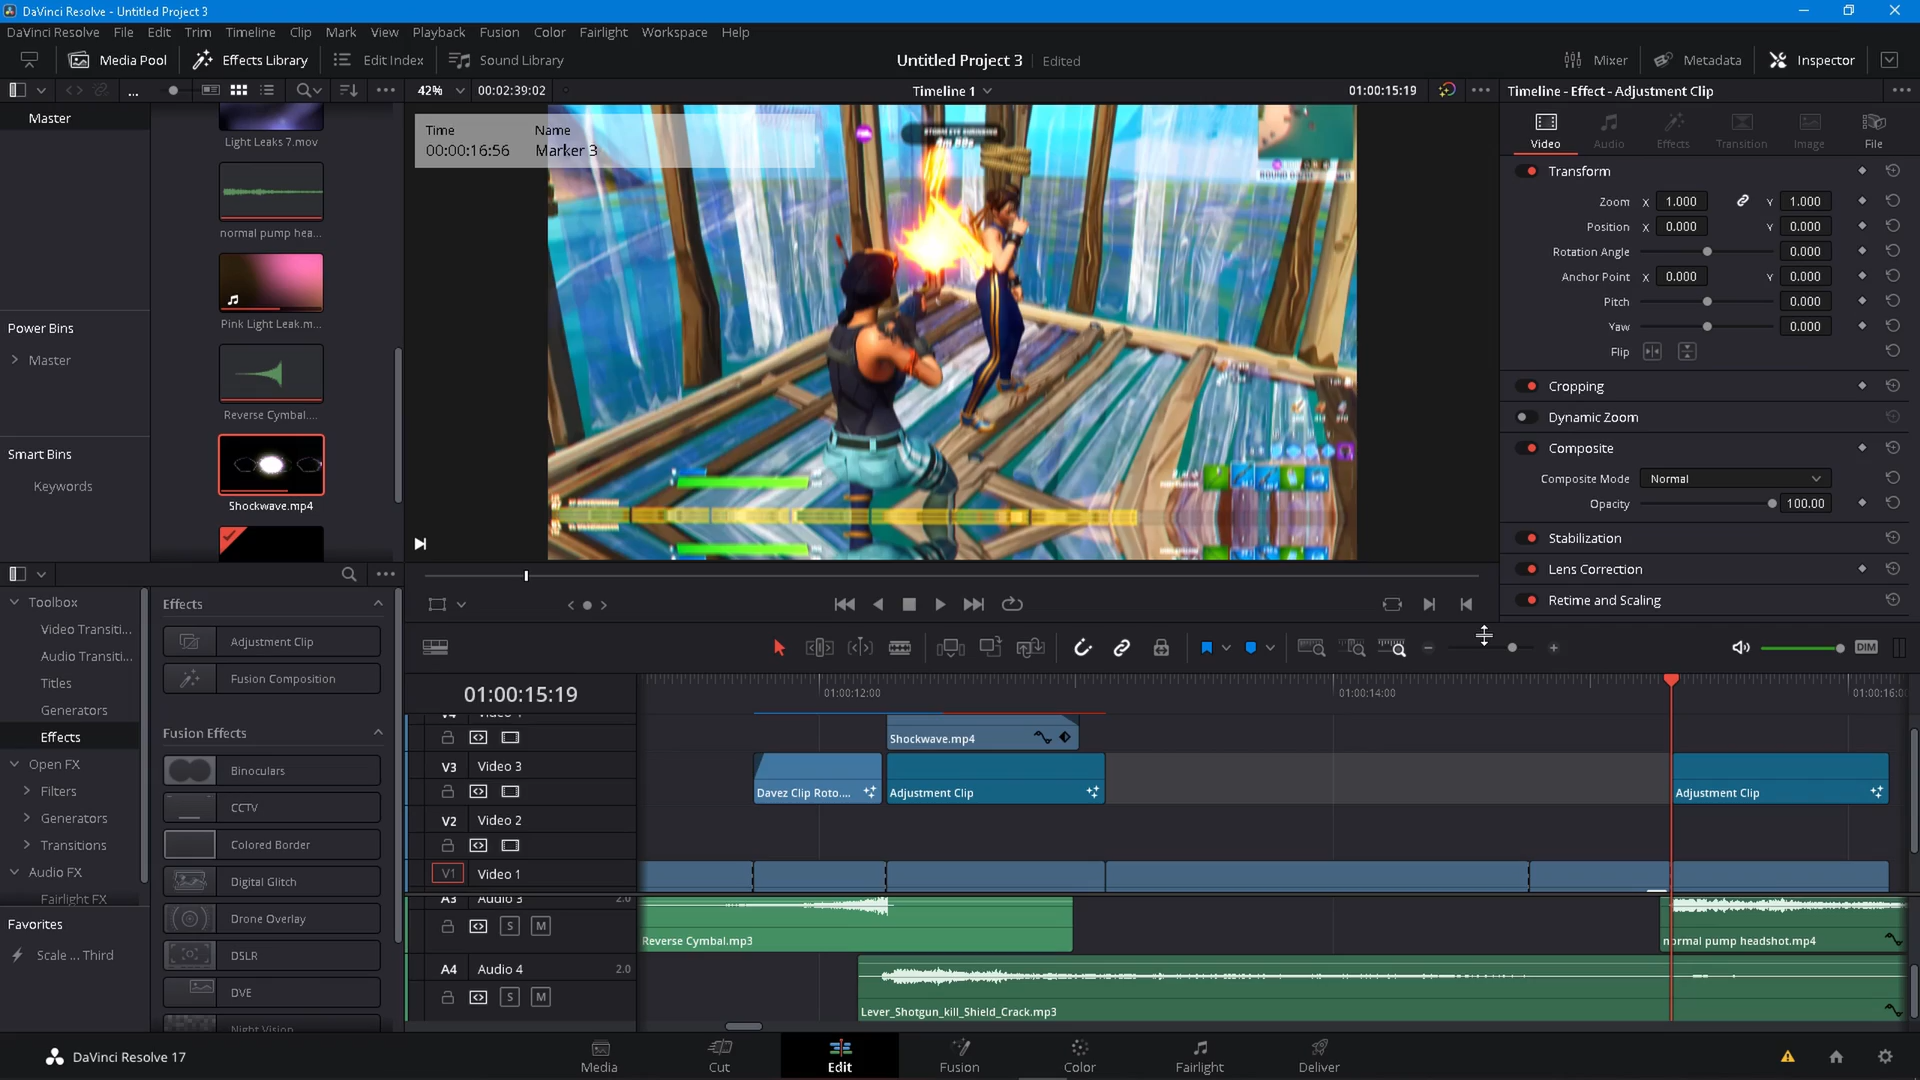 DaVinci Resolve - Untitled Project 3
DaVinci Resolve File Edit Trim Timeline Clip Mark View Playback Fusion Color Fairlight Workspace Help
Media Pool Effects Library Edit Index Sound Library
Untitled Project 3 Edited
Mixer Metadata Inspector
42% 00:02:39:02 Timeline 1 01:00:15:19
Timeline - Effect - Adjustment Clip
Master
Light Leaks 7.mov
normal pump hea...
Pink Light Leak.m...
Reverse Cymbal....
Shockwave.mp4
Power Bins
Master
Smart Bins
Keywords
Time Name
00:00:16:56 Marker 3
Video Audio Effects Transition Image File
Transform
Zoom X 1.000 Y 1.000
Position X 0.000 Y 0.000
Rotation Angle 0.000
Anchor Point X 0.000 Y 0.000
Pitch 0.000
Yaw 0.000
Flip
Cropping
Dynamic Zoom
Composite
Composite Mode Normal
Opacity 100.00
Stabilization
Lens Correction
Retime and Scaling
Toolbox
Video Transiti...
Audio Transiti...
Titles
Generators
Effects
Open FX
Filters
Generators
Transitions
Audio FX
Fairlight FX
Favorites
Scale ... Third
Effects
Adjustment Clip
Fusion Composition
Fusion Effects
Binoculars
CCTV
Colored Border
Digital Glitch
Drone Overlay
DSLR
DVE
Night Vision
DIM
01:00:15:19
01:00:12:00 01:00:14:00 01:00:16:00
Shockwave.mp4
V3 Video 3
Davez Clip Roto.... Adjustment Clip Adjustment Clip
V2 Video 2
V1 Video 1
A3 Audio 3 2.0
S M
Reverse Cymbal.mp3 normal pump headshot.mp4
A4 Audio 4 2.0
S M
Lever_Shotgun_kill_Shield_Crack.mp3
DaVinci Resolve 17
Media Cut Edit Fusion Color Fairlight Deliver